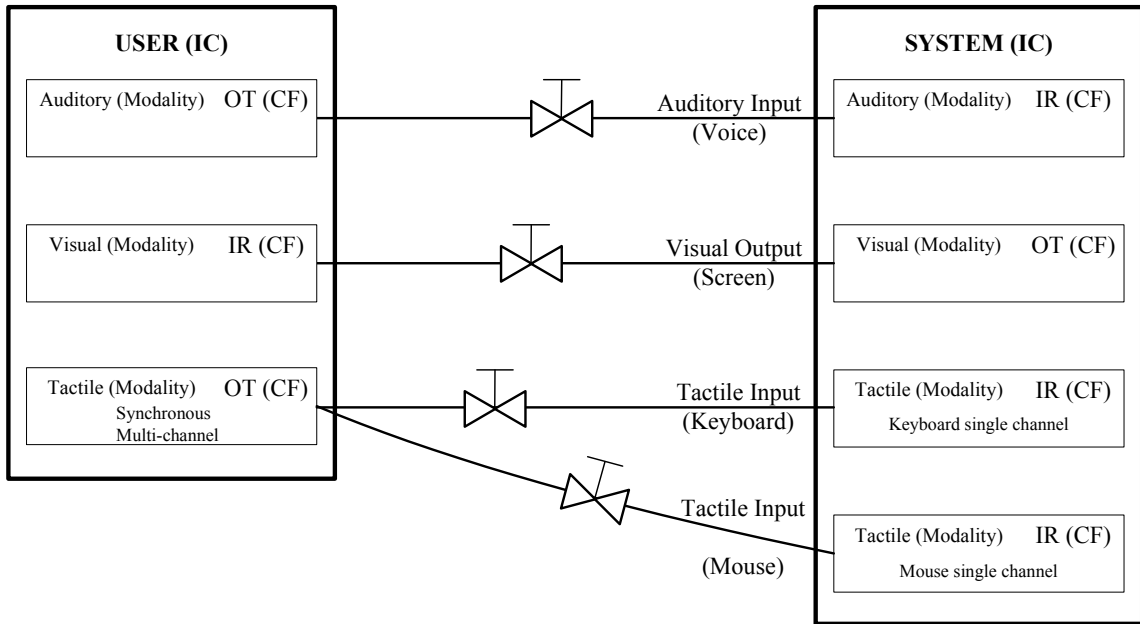 USER (IC)
Auditory (Modality) OT (CF)
Visual (Modality) IR (CF)
Tactile (Modality) OT (CF)
Synchronous
Multi-channel
Auditory Input
(Voice)
Visual Output
(Screen)
Tactile Input
(Keyboard)
Tactile Input
(Mouse)
SYSTEM (IC)
Auditory (Modality) IR (CF)
Visual (Modality) OT (CF)
Tactile (Modality) IR (CF)
Keyboard single channel
Tactile (Modality) IR (CF)
Mouse single channel